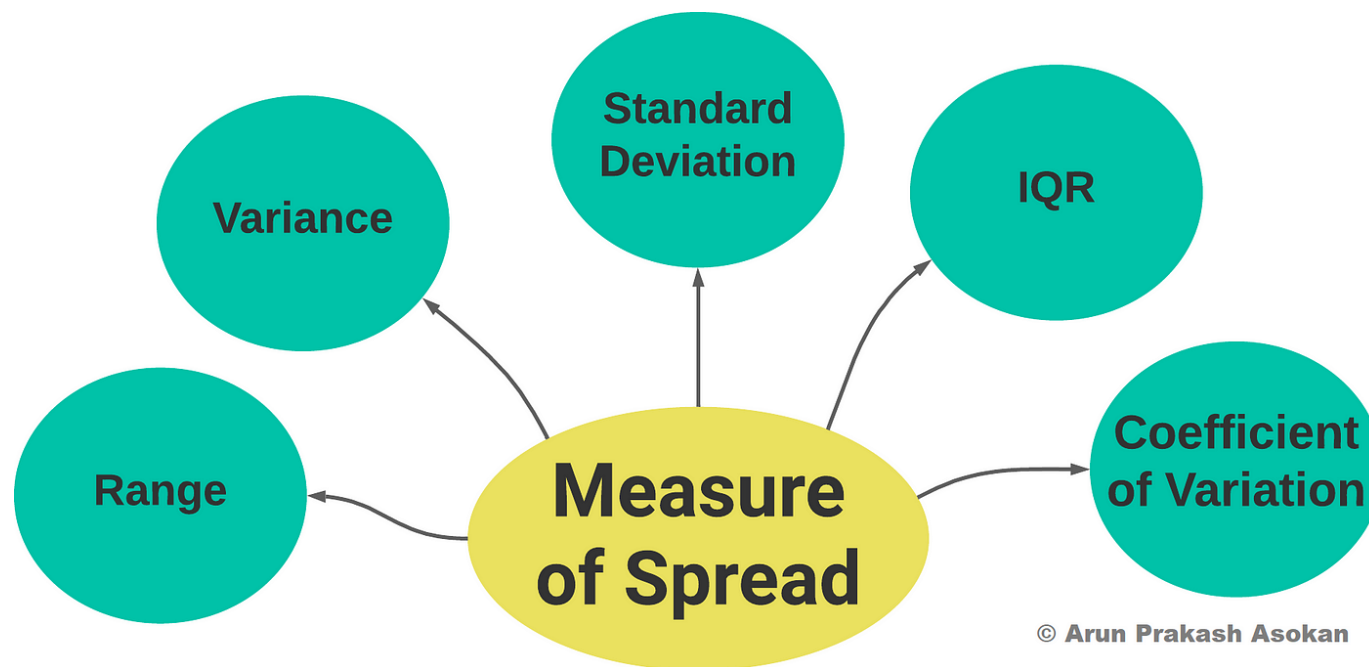 Standard
Deviation
IQR
Variance
Coefficient
of Variation
Range
Measure
of Spread
© Arun Prakash Asokan